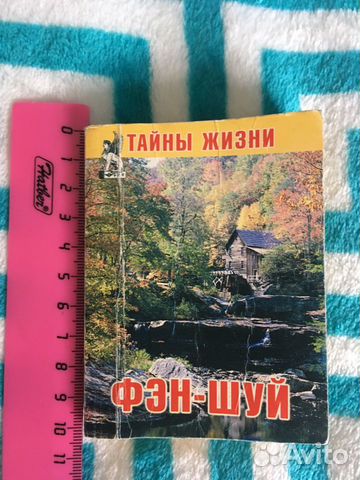 ТАЙНЫ ЖИЗНИ
ФЭН-ШУЙ
Hatber
0 1 2 3 4 5 6 7 8 9 10 11
Avito